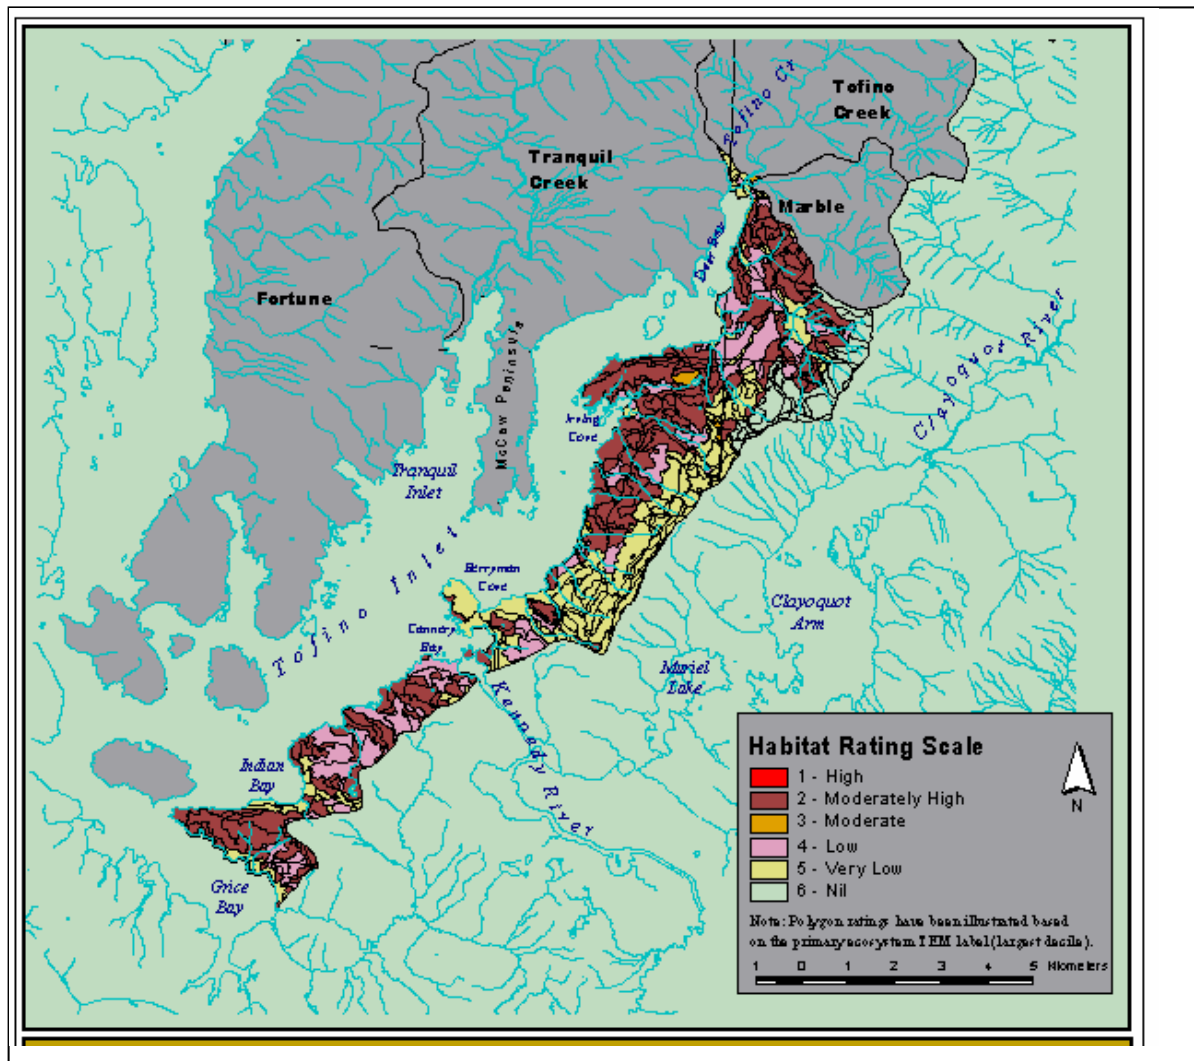 Tofino Cr
Tofino
Creek
Tranquil
Creek
Marble
Deer Bay
Fortune
McCaw Peninsula
Clayoquot River
Irving
Cove
Tranquil
Inlet
Tofino Inlet
Berryman
Cove
Clayoquot
Arm
Cannery
Bay
Muriel
Lake
Kennedy River
Indian
Bay
Grice
Bay
Habitat Rating Scale
1 - High
2 - Moderately High
3 - Moderate
4 - Low
5 - Very Low
6 - Nil
N
Note: Polygon ratings have been illustrated based
on the primary ecosystem TEM label (largest decile).
1 0 1 2 3 4 5 Kilometers